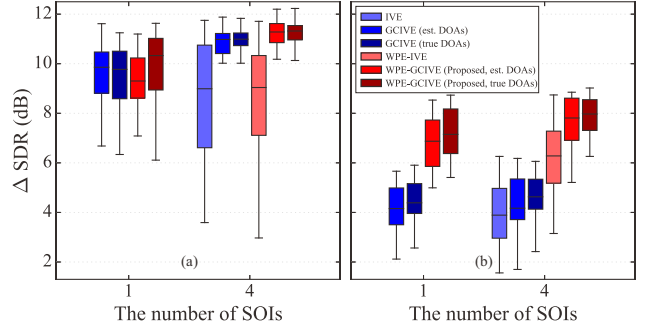 12
10
8
6
4
2
Δ SDR (dB)
(a)
1
4
The number of SOIs
IVE
GCIVE (est. DOAs)
GCIVE (true DOAs)
WPE-IVE
WPE-GCIVE (Proposed, est. DOAs)
WPE-GCIVE (Proposed, true DOAs)
(b)
1
4
The number of SOIs